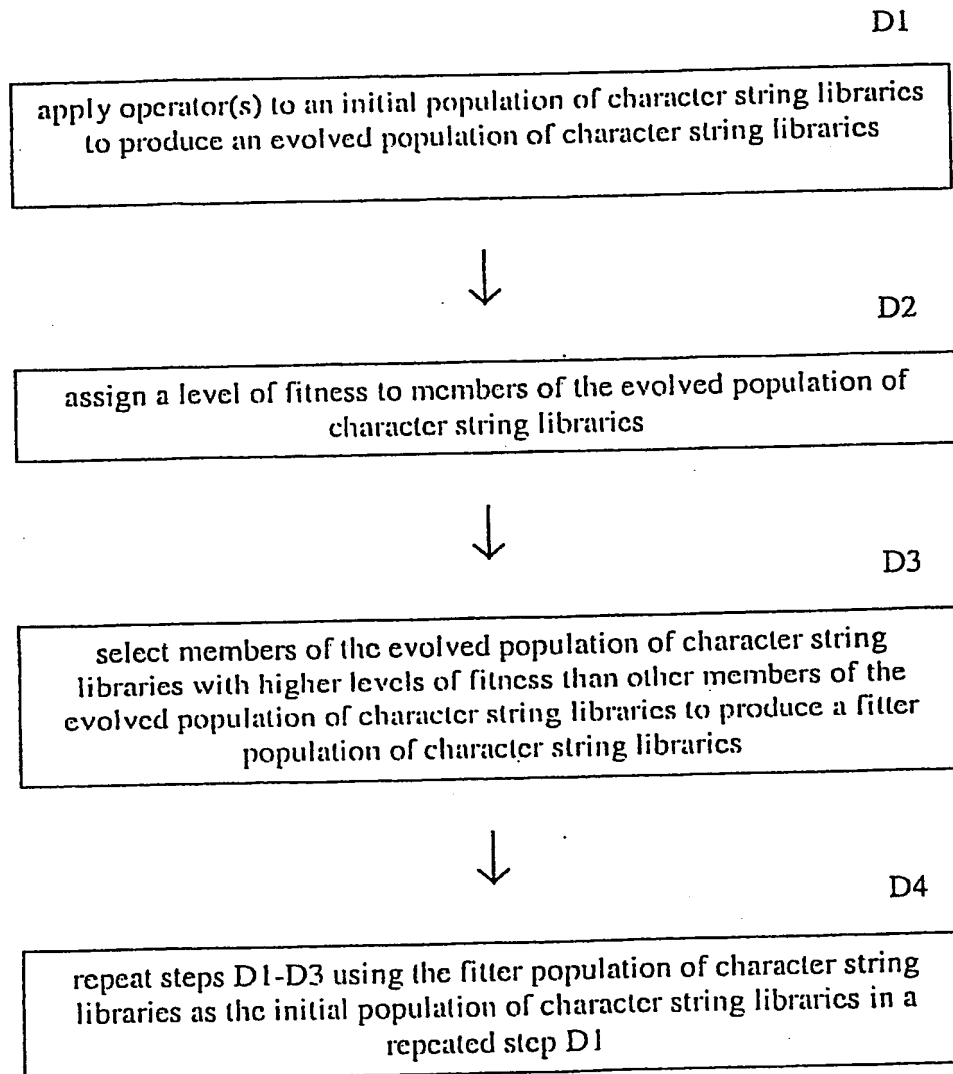 D1
apply operator(s) to an initial population of character string libraries
to produce an evolved population of character string libraries
D2
assign a level of fitness to members of the evolved population of
character string libraries
D3
select members of the evolved population of character string
libraries with higher levels of fitness than other members of the
evolved population of character string libraries to produce a fitter
population of character string libraries
D4
repeat steps D1-D3 using the fitter population of character string
libraries as the initial population of character string libraries in a
repeated step D1